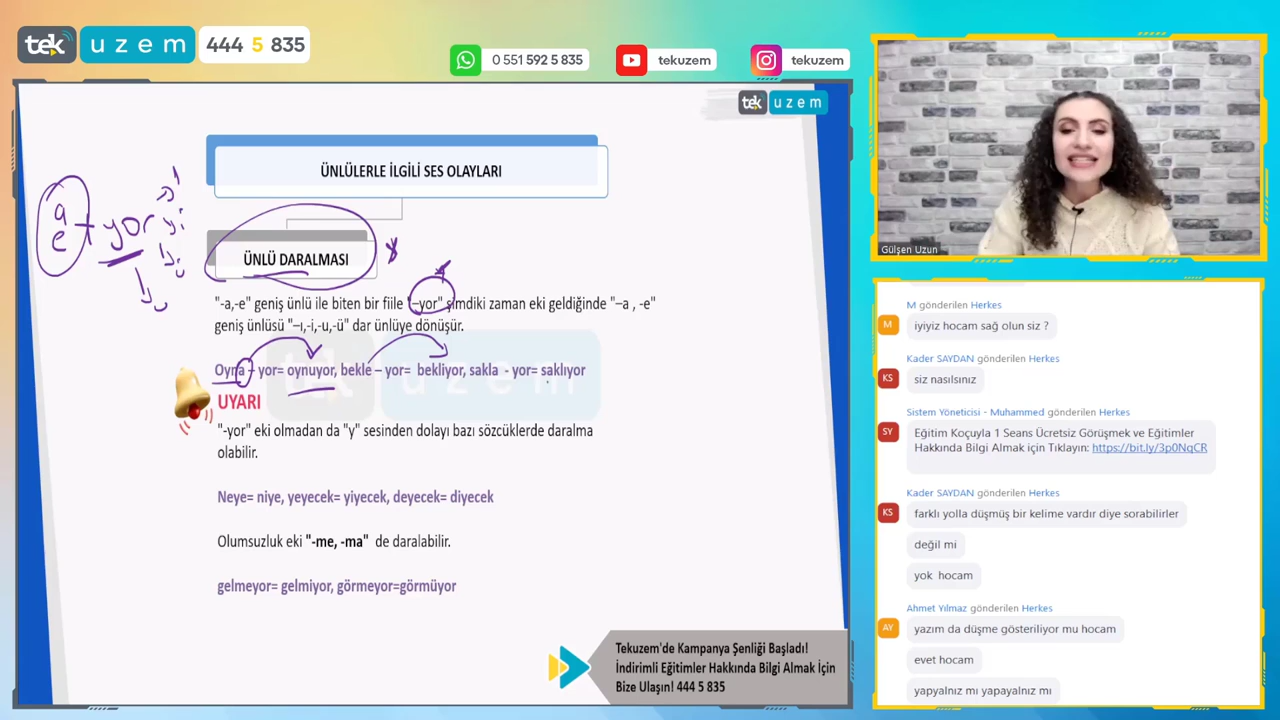 tek uzem 444 5 835
0 551 592 5 835
tekuzem
tekuzem
tek uzem
ÜNLÜLERLE İLGİLİ SES OLAYLARI
a
e
+ yor
ı
i
u
ü
ÜNLÜ DARALMASI
"-a,-e" geniş ünlü ile biten bir fiile "–yor" şimdiki zaman eki geldiğinde "–a , -e"
geniş ünlüsü "–ı,-i,-u,-ü" dar ünlüye dönüşür.
Oyna – yor= oynuyor, bekle – yor= bekliyor, sakla - yor= saklıyor
UYARI
"-yor" eki olmadan da "y" sesinden dolayı bazı sözcüklerde daralma
olabilir.
Neye= niye, yeyecek= yiyecek, deyecek= diyecek
Olumsuzluk eki "-me, -ma" de daralabilir.
gelmeyor= gelmiyor, görmeyor=görmüyor
Tekuzem'de Kampanya Şenliği Başladı!
İndirimli Eğitimler Hakkında Bilgi Almak İçin
Bize Ulaşın! 444 5 835
Gülşen Uzun
M gönderilen Herkes
M
iyiyiz hocam sağ olun siz ?
Kader SAYDAN gönderilen Herkes
KS
siz nasılsınız
Sistem Yöneticisi - Muhammed gönderilen Herkes
SY
Eğitim Koçuyla 1 Seans Ücretsiz Görüşmek ve Eğitimler
Hakkında Bilgi Almak için Tıklayın: https://bit.ly/3p0NqCR
Kader SAYDAN gönderilen Herkes
KS
farklı yolla düşmüş bir kelime vardır diye sorabilirler
değil mi
yok hocam
Ahmet Yılmaz gönderilen Herkes
AY
yazım da düşme gösteriliyor mu hocam
evet hocam
yapyalnız mı yapayalnız mı